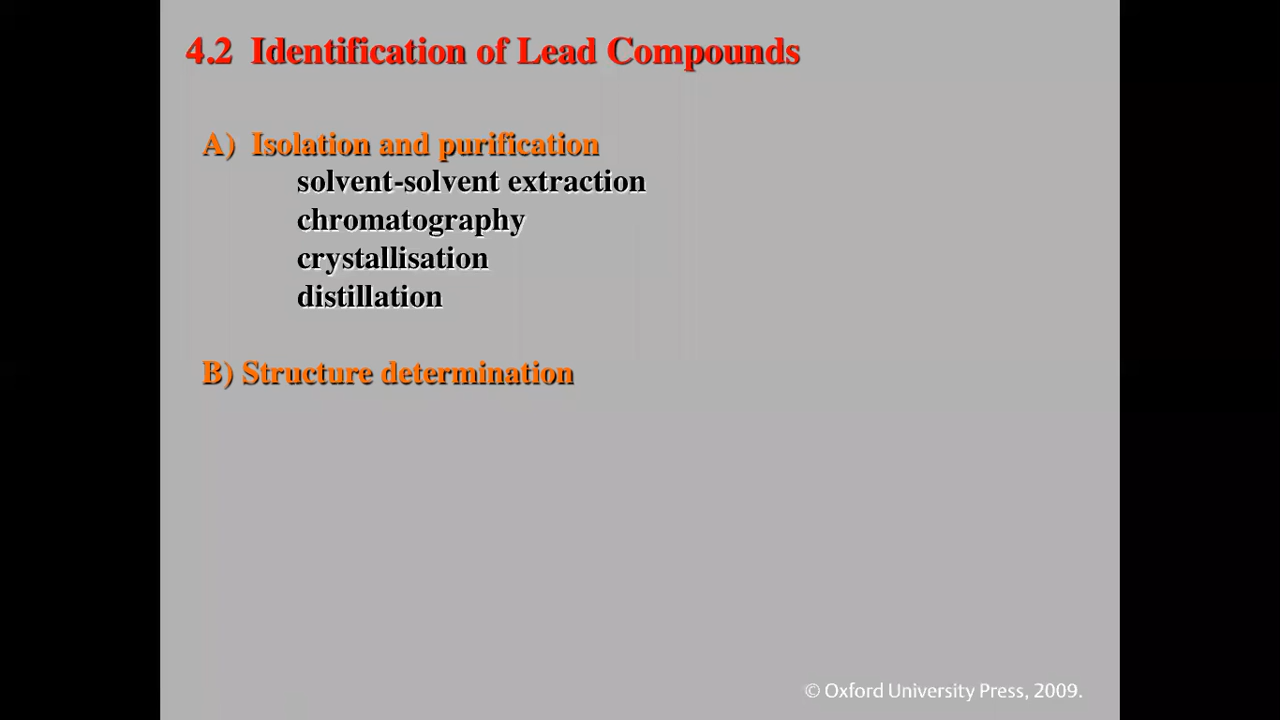 4.2 Identification of Lead Compounds
A) Isolation and purification
solvent-solvent extraction
chromatography
crystallisation
distillation
B) Structure determination
© Oxford University Press, 2009.